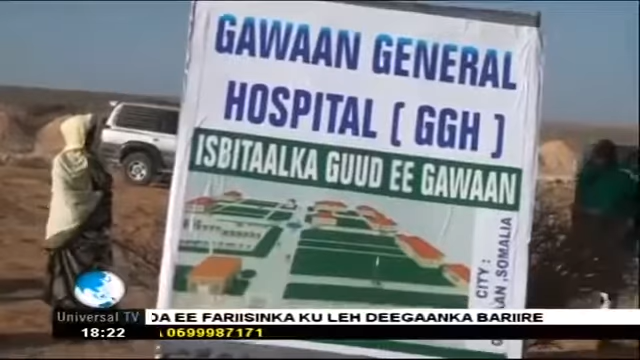 GAWAAN GENERAL
HOSPITAL [ GGH ]
ISBITAALKA GUUD EE GAWAAN
CITY :
SOMALIA
Universal TV
DA EE FARIISINKA KU LEH DEEGAANKA BARIIRE
18:22
0699987171